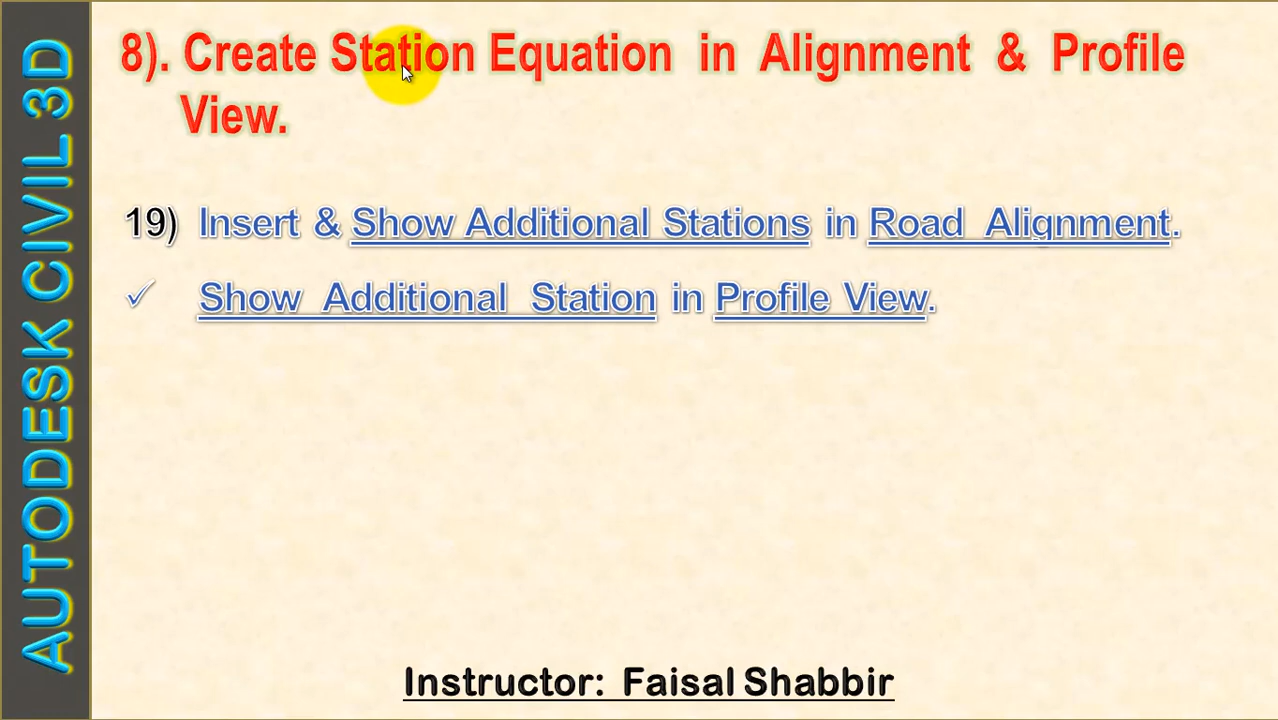 AUTODESK CIVIL 3D
8). Create Station Equation in Alignment & Profile
View.
19) Insert & Show Additional Stations in Road Alignment.
✓ Show Additional Station in Profile View.
Instructor: Faisal Shabbir